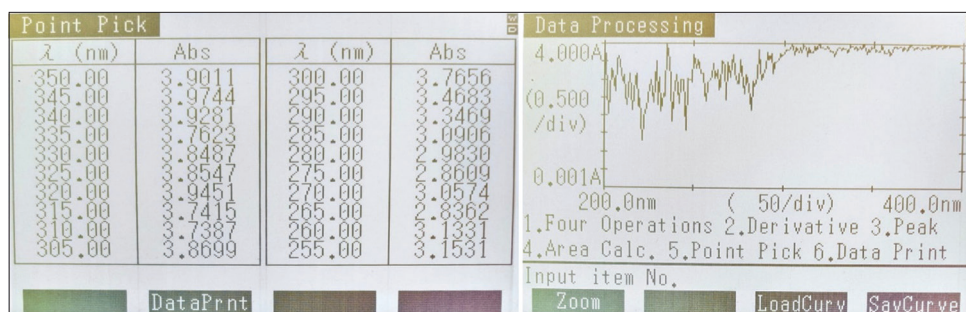 Point Pick
λ (nm) Abs λ (nm) Abs
350.00 3.9011 300.00 3.7656
345.00 3.9744 295.00 3.4683
340.00 3.9281 290.00 3.3469
335.00 3.7623 285.00 3.0906
330.00 3.8487 280.00 2.9830
325.00 3.8547 275.00 2.8609
320.00 3.9451 270.00 3.0574
315.00 3.7415 265.00 2.8362
310.00 3.7387 260.00 3.1331
305.00 3.8699 255.00 3.1531
DataPrnt
Data Processing
4.000A
(0.500
/div)
0.001A
200.0nm ( 50/div) 400.0nm
1.Four Operations 2.Derivative 3.Peak
4.Area Calc. 5.Point Pick 6.Data Print
Input item No.
Zoom LoadCurv SavCurve